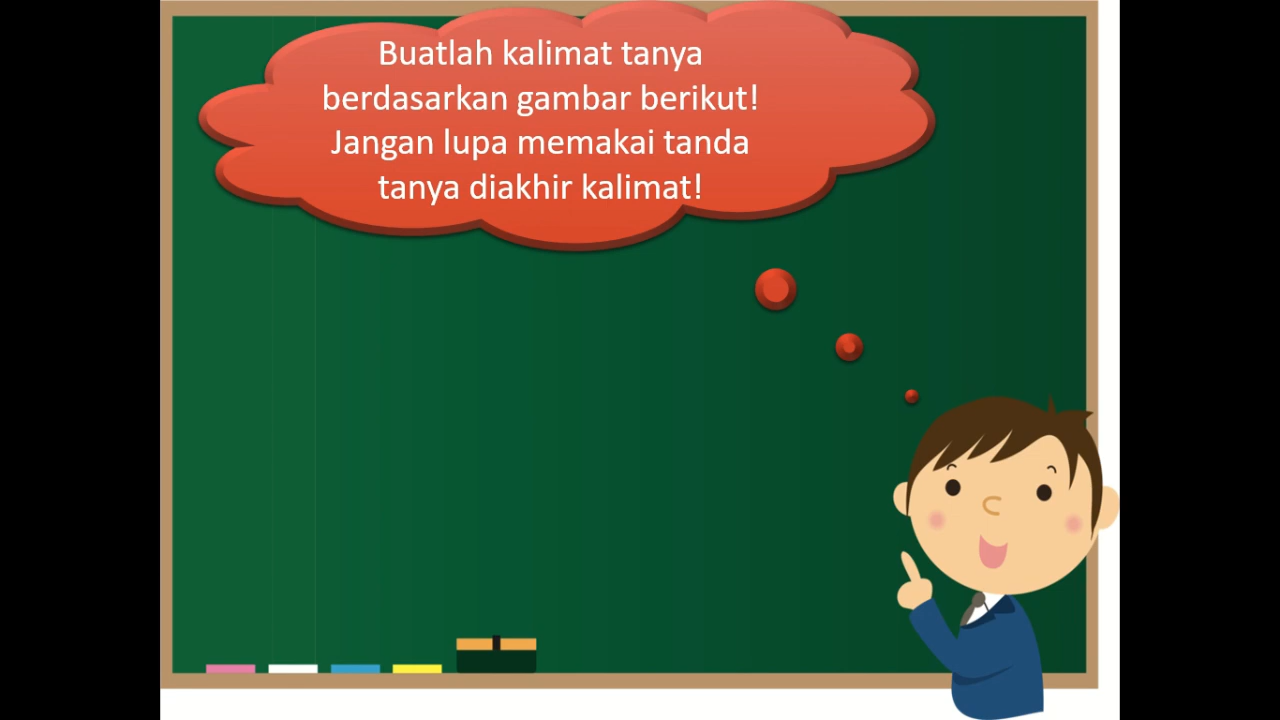 Buatlah kalimat tanya
berdasarkan gambar berikut!
Jangan lupa memakai tanda
tanya diakhir kalimat!